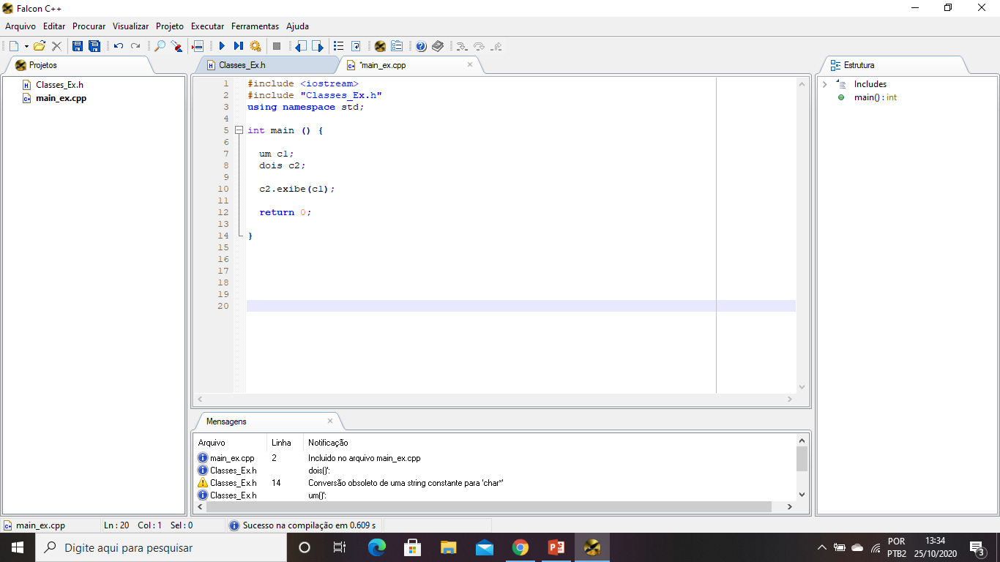 Falcon C++
Arquivo Editar Procurar Visualizar Projeto Executar Ferramentas Ajuda
Projetos
Classes_Ex.h
main_ex.cpp
Classes_Ex.h
*main_ex.cpp
1 #include <iostream>
2 #include "Classes_Ex.h"
3 using namespace std;
4
5 int main () {
6
7 um c1;
8 dois c2;
9
10 c2.exibe(c1);
11
12 return 0;
13
14 }
15
16
17
18
19
20
Estrutura
Includes
main() : int
Mensagens
Arquivo Linha Notificação
main_ex.cpp 2 Incluido no arquivo main_ex.cpp
Classes_Ex.h dois()':
Classes_Ex.h 14 Conversão obsoleto de uma string constante para 'char*'
Classes_Ex.h um()':
main_ex.cpp Ln : 20 Col : 1 Sel : 0 Sucesso na compilação em 0.609 s
Digite aqui para pesquisar
POR
PTB2
13:34
25/10/2020
3